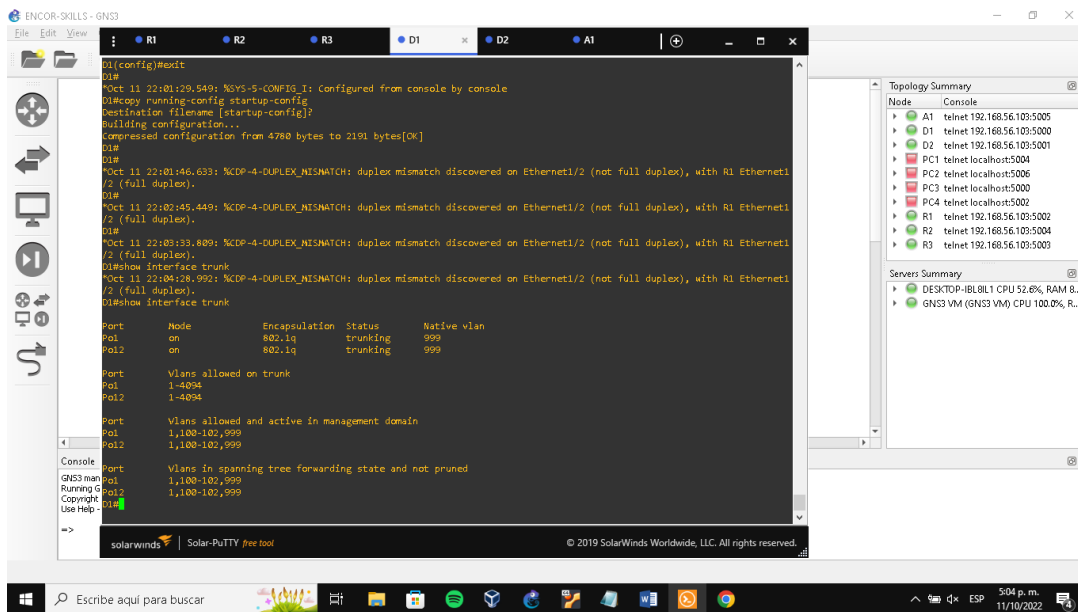 ENCOR-SKILLS - GNS3
File Edit View
R1 R2 R3 D1 × D2 A1
D1(config)#exit
D1#
*Oct 11 22:01:29.549: %SYS-5-CONFIG_I: Configured from console by console
D1#copy running-config startup-config
Destination filename [startup-config]?
Building configuration...
Compressed configuration from 4780 bytes to 2191 bytes[OK]
D1#
D1#
*Oct 11 22:01:46.633: %CDP-4-DUPLEX_MISMATCH: duplex mismatch discovered on Ethernet1/2 (not full duplex), with R1 Ethernet1
/2 (full duplex).
D1#
*Oct 11 22:02:45.449: %CDP-4-DUPLEX_MISMATCH: duplex mismatch discovered on Ethernet1/2 (not full duplex), with R1 Ethernet1
/2 (full duplex).
D1#
*Oct 11 22:03:33.809: %CDP-4-DUPLEX_MISMATCH: duplex mismatch discovered on Ethernet1/2 (not full duplex), with R1 Ethernet1
/2 (full duplex).
D1#show interface trunk
*Oct 11 22:04:28.992: %CDP-4-DUPLEX_MISMATCH: duplex mismatch discovered on Ethernet1/2 (not full duplex), with R1 Ethernet1
/2 (full duplex).
D1#show interface trunk
Port Mode Encapsulation Status Native vlan
Po1 on 802.1q trunking 999
Po12 on 802.1q trunking 999
Port Vlans allowed on trunk
Po1 1-4094
Po12 1-4094
Port Vlans allowed and active in management domain
Po1 1,100-102,999
Po12 1,100-102,999
Port Vlans in spanning tree forwarding state and not pruned
Po1 1,100-102,999
Po12 1,100-102,999
D1#
solarwinds Solar-PuTTY free tool © 2019 SolarWinds Worldwide, LLC. All rights reserved.
Topology Summary
Node Console
A1 telnet 192.168.56.103:5005
D1 telnet 192.168.56.103:5000
D2 telnet 192.168.56.103:5001
PC1 telnet localhost:5004
PC2 telnet localhost:5006
PC3 telnet localhost:5000
PC4 telnet localhost:5002
R1 telnet 192.168.56.103:5002
R2 telnet 192.168.56.103:5004
R3 telnet 192.168.56.103:5003
Servers Summary
DESKTOP-IBL8IL1 CPU 52.6%, RAM 8..
GNS3 VM (GNS3 VM) CPU 100.0%, R..
Console
GNS3 man
Running G
Copyright
Use Help -
=>
Escribe aquí para buscar
ESP
5:04 p. m.
11/10/2022
4